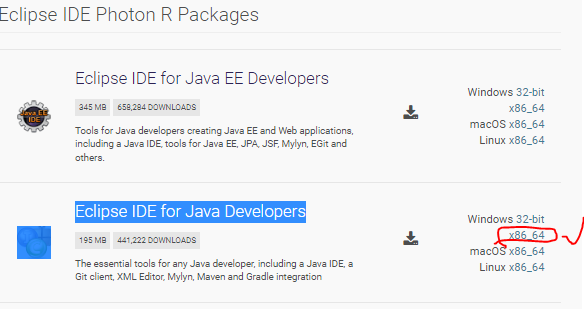 Eclipse IDE Photon R Packages
Eclipse IDE for Java EE Developers
345 MB 658,284 DOWNLOADS
Tools for Java developers creating Java EE and Web applications,
including a Java IDE, tools for Java EE, JPA, JSF, Mylyn, EGit and
others.
Windows 32-bit
x86_64
macOS x86_64
Linux x86_64
Java EE
IDE
Eclipse IDE for Java Developers
195 MB 441,222 DOWNLOADS
The essential tools for any Java developer, including a Java IDE, a
Git client, XML Editor, Mylyn, Maven and Gradle integration
Windows 32-bit
x86_64
macOS x86_64
Linux x86_64